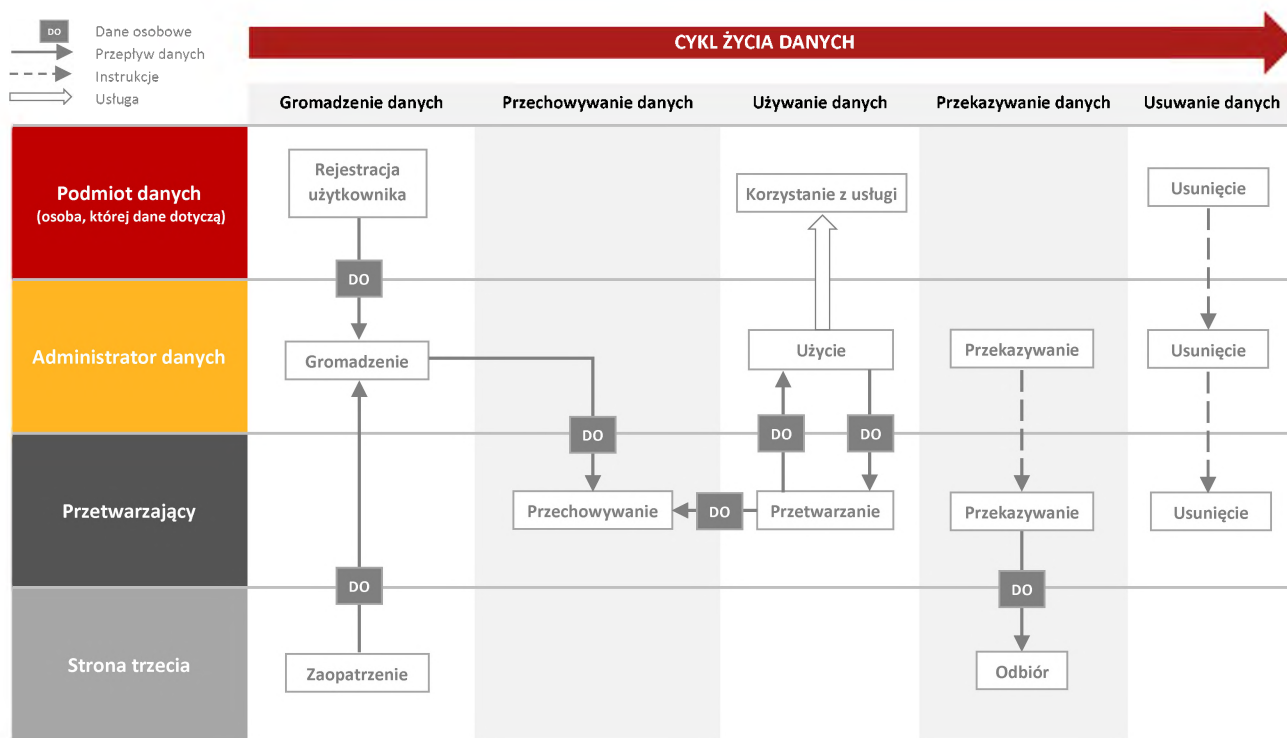 DO Dane osobowe
Przepływ danych
Instrukcje
Usługa
CYKL ŻYCIA DANYCH
Gromadzenie danych
Przechowywanie danych
Używanie danych
Przekazywanie danych
Usuwanie danych
Podmiot danych
(osoba, której dane dotyczą)
Rejestracja
użytkownika
Korzystanie z usługi
Usunięcie
DO
Administrator danych
Gromadzenie
Użycie
Przekazywanie
Usunięcie
DO
DO
DO
Przetwarzający
Przechowywanie
DO
Przetwarzanie
Przekazywanie
Usunięcie
DO
DO
Strona trzecia
Zaopatrzenie
Odbiór